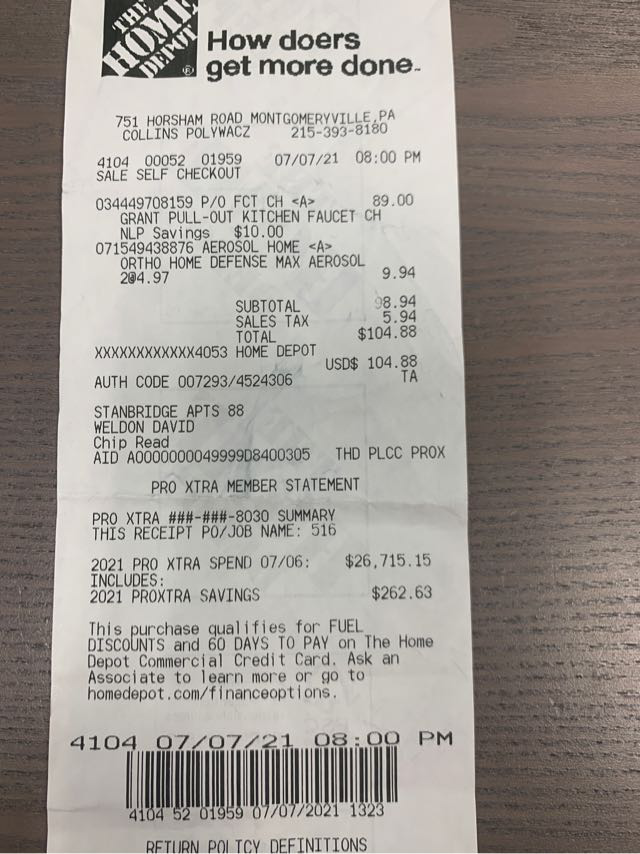 THE
HOME
DEPOT
®
How doers
get more done™
751 HORSHAM ROAD MONTGOMERYVILLE,PA
COLLINS POLYWACZ 215-393-8180
4104 00052 01959 07/07/21 08:00 PM
SALE SELF CHECKOUT
034449708159 P/O FCT CH <A> 89.00
GRANT PULL-OUT KITCHEN FAUCET CH
NLP Savings $10.00
071549438876 AEROSOL HOME <A>
ORTHO HOME DEFENSE MAX AEROSOL
2@4.97 9.94
SUBTOTAL 98.94
SALES TAX 5.94
TOTAL $104.88
XXXXXXXXXXXX4053 HOME DEPOT
USD$ 104.88
AUTH CODE 007293/4524306 TA
STANBRIDGE APTS 88
WELDON DAVID
Chip Read
AID A0000000049999D8400305 THD PLCC PROX
PRO XTRA MEMBER STATEMENT
PRO XTRA ###-###-8030 SUMMARY
THIS RECEIPT PO/JOB NAME: 516
2021 PRO XTRA SPEND 07/06: $26,715.15
INCLUDES:
2021 PROXTRA SAVINGS $262.63
This purchase qualifies for FUEL
DISCOUNTS and 60 DAYS TO PAY on The Home
Depot Commercial Credit Card. Ask an
Associate to learn more or go to
homedepot.com/financeoptions.
4104 07/07/21 08:00 PM
4104 52 01959 07/07/2021 1323
RETURN POLICY DEFINITIONS